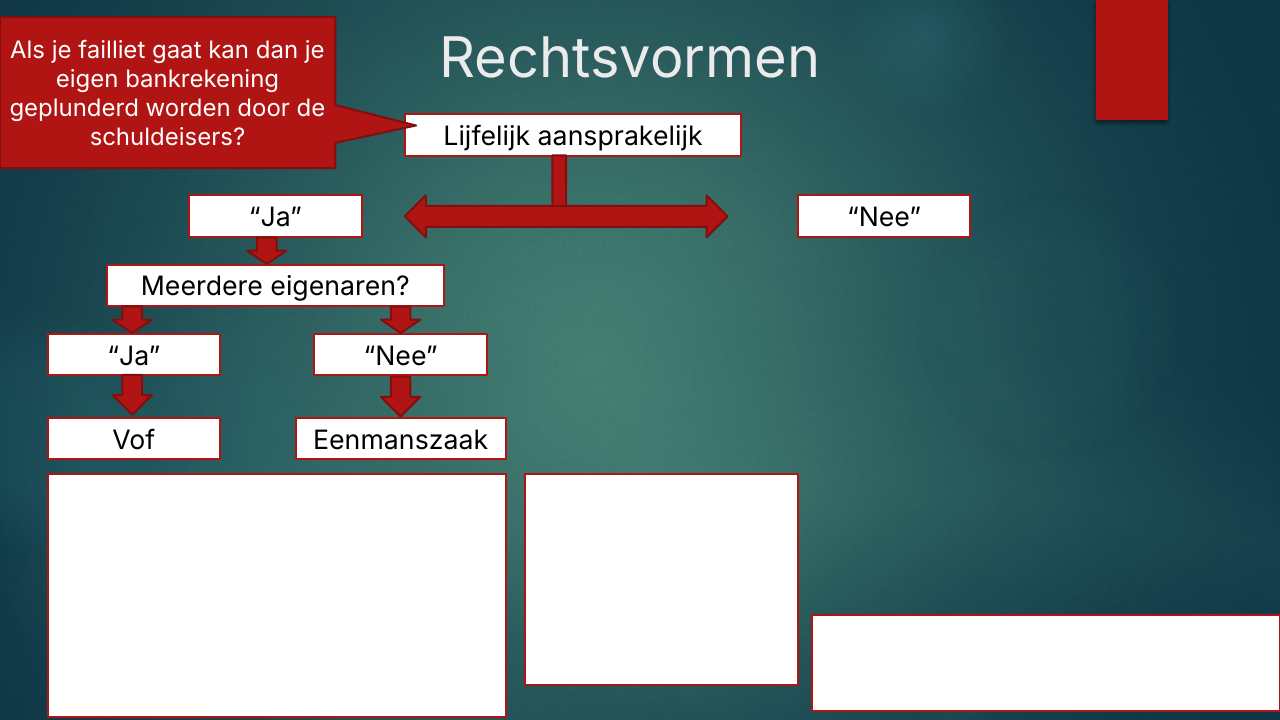 Als je failliet gaat kan dan je
eigen bankrekening
geplunderd worden door de
schuldeisers?
Rechtsvormen
Lijfelijk aansprakelijk
“Ja”
“Nee”
Meerdere eigenaren?
“Ja”
“Nee”
Vof
Eenmanszaak